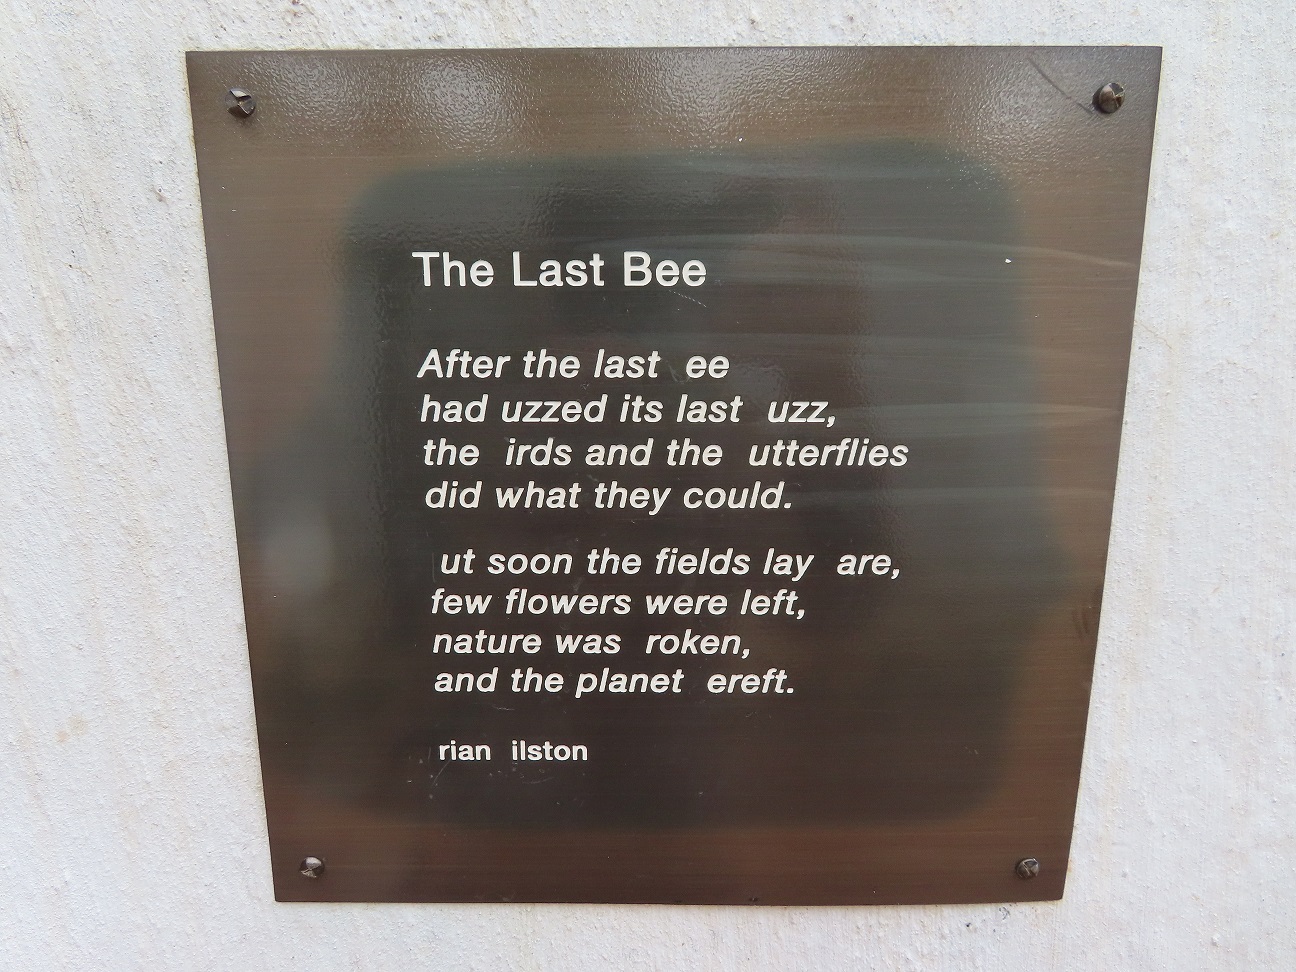 The Last Bee
After the last ee
had uzzed its last uzz,
the irds and the utterflies
did what they could.
ut soon the fields lay are,
few flowers were left,
nature was roken,
and the planet ereft.
rian ilston